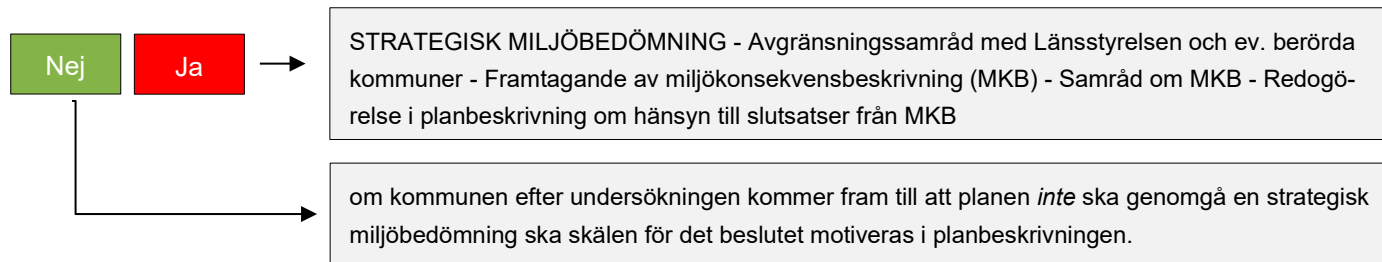 Nej
Ja
STRATEGISK MILJÖBEDÖMNING - Avgränsningssamråd med Länsstyrelsen och ev. berörda
kommuner - Framtagande av miljökonsekvensbeskrivning (MKB) - Samråd om MKB - Redogö-
relse i planbeskrivning om hänsyn till slutsatser från MKB
om kommunen efter undersökningen kommer fram till att planen inte ska genomgå en strategisk
miljöbedömning ska skälen för det beslutet motiveras i planbeskrivningen.